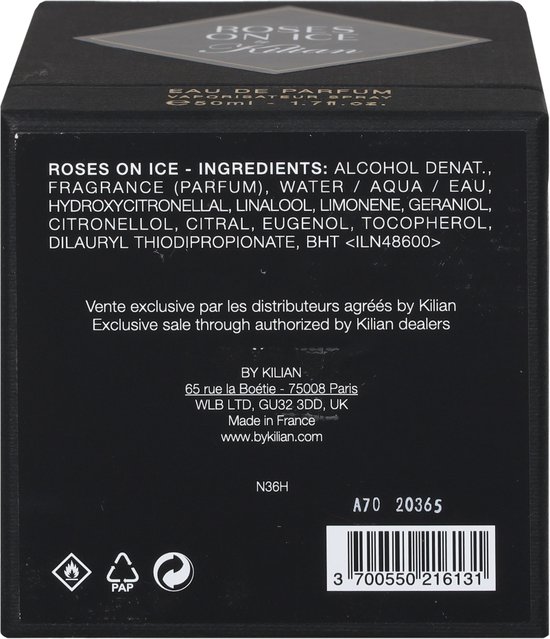 ROSES
ON ICE
Kilian
EAU DE PARFUM
VAPORISATEUR SPRAY
℮50ml - 1.7fl.oz.
ROSES ON ICE - INGREDIENTS: ALCOHOL DENAT.,
FRAGRANCE (PARFUM), WATER / AQUA / EAU,
HYDROXYCITRONELLAL, LINALOOL, LIMONENE, GERANIOL,
CITRONELLOL, CITRAL, EUGENOL, TOCOPHEROL,
DILAURYL THIODIPROPIONATE, BHT <ILN48600>
Vente exclusive par les distributeurs agréés by Kilian
Exclusive sale through authorized by Kilian dealers
BY KILIAN
65 rue la Boétie - 75008 Paris
WLB LTD, GU32 3DD, UK
Made in France
www.bykilian.com
N36H
A70 20365
PAP
3 700550 216131